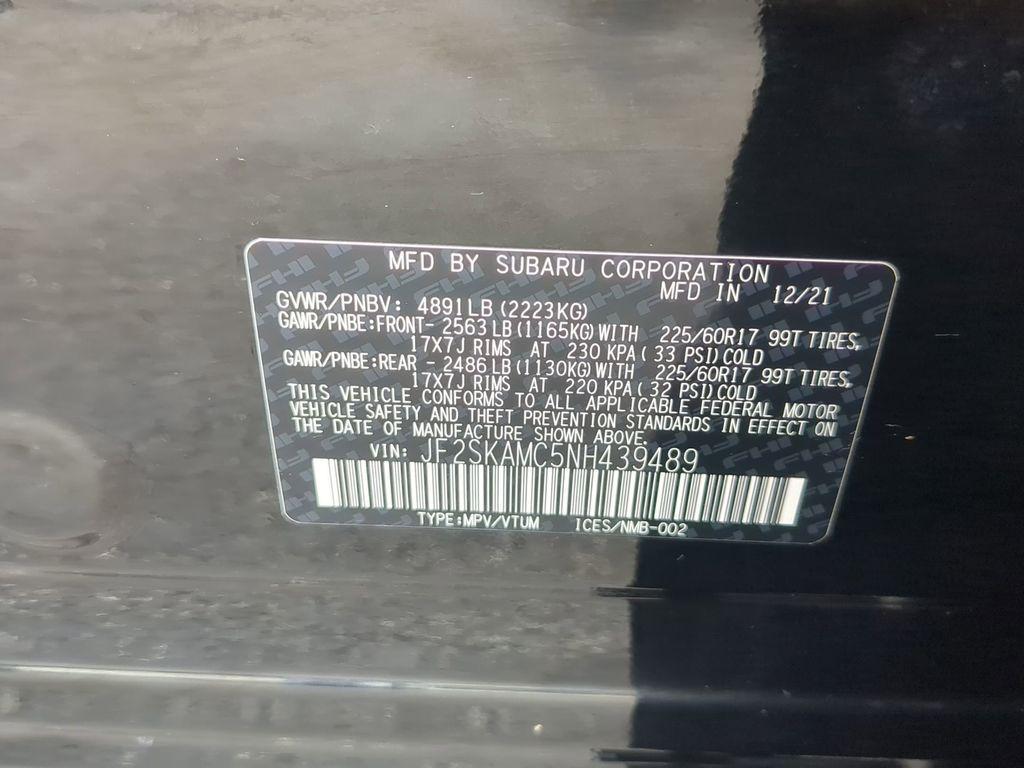 MFD BY SUBARU CORPORATION
MFD IN 12/21
GVWR/PNBV: 4891LB (2223KG)
GAWR/PNBE:FRONT- 2563 LB (1165KG) WITH 225/60R17 99T TIRES,
17X7J RIMS AT 230 KPA ( 33 PSI) COLD
GAWR/PNBE:REAR - 2486 LB (1130KG) WITH 225/60R17 99T TIRES,
17X7J RIMS AT 220 KPA ( 32 PSI) COLD
THIS VEHICLE CONFORMS TO ALL APPLICABLE FEDERAL MOTOR
VEHICLE SAFETY AND THEFT PREVENTION STANDARDS IN EFFECT ON
THE DATE OF MANUFACTURE SHOWN ABOVE.
VIN: JF2SKAMC5NH439489
TYPE:MPV/VTUM ICES/NMB-002